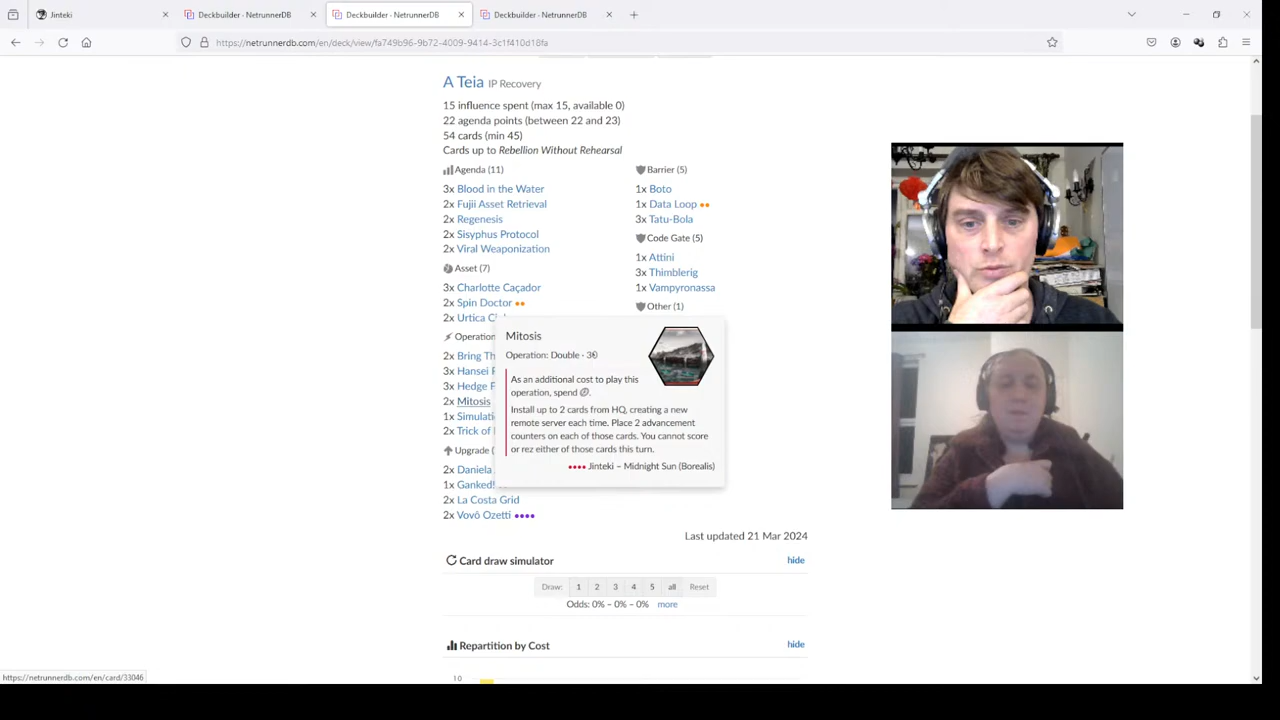 Jinteki
Deckbuilder · NetrunnerDB
Deckbuilder · NetrunnerDB
Deckbuilder · NetrunnerDB
https://netrunnerdb.com/en/deck/view/fa749b96-9b72-4009-9414-3c1f410d18fa
A Teia IP Recovery
15 influence spent (max 15, available 0)
22 agenda points (between 22 and 23)
54 cards (min 45)
Cards up to Rebellion Without Rehearsal
Agenda (11)
3x Blood in the Water
2x Fujii Asset Retrieval
2x Regenesis
2x Sisyphus Protocol
2x Viral Weaponization
Asset (7)
3x Charlotte Caçador
2x Spin Doctor ●●
2x Urtica Ci
Operation
2x Bring Th
3x Hansei R
3x Hedge F
2x Mitosis
1x Simulati
2x Trick of
Upgrade (
2x Daniela
1x Ganked!
2x La Costa Grid
2x Vovô Ozetti ●●●●
Barrier (5)
1x Boto
1x Data Loop ●●
3x Tatu-Bola
Code Gate (5)
1x Attini
3x Thimblerig
1x Vampyronassa
Other (1)
Mitosis
Operation: Double · 3
As an additional cost to play this
operation, spend
Install up to 2 cards from HQ, creating a new
remote server each time. Place 2 advancement
counters on each of those cards. You cannot score
or rez either of those cards this turn.
●●●● Jinteki – Midnight Sun (Borealis)
Last updated 21 Mar 2024
Card draw simulator hide
Draw: 1 2 3 4 5 all Reset
Odds: 0% – 0% – 0% more
Repartition by Cost hide
10
https://netrunnerdb.com/en/card/33046